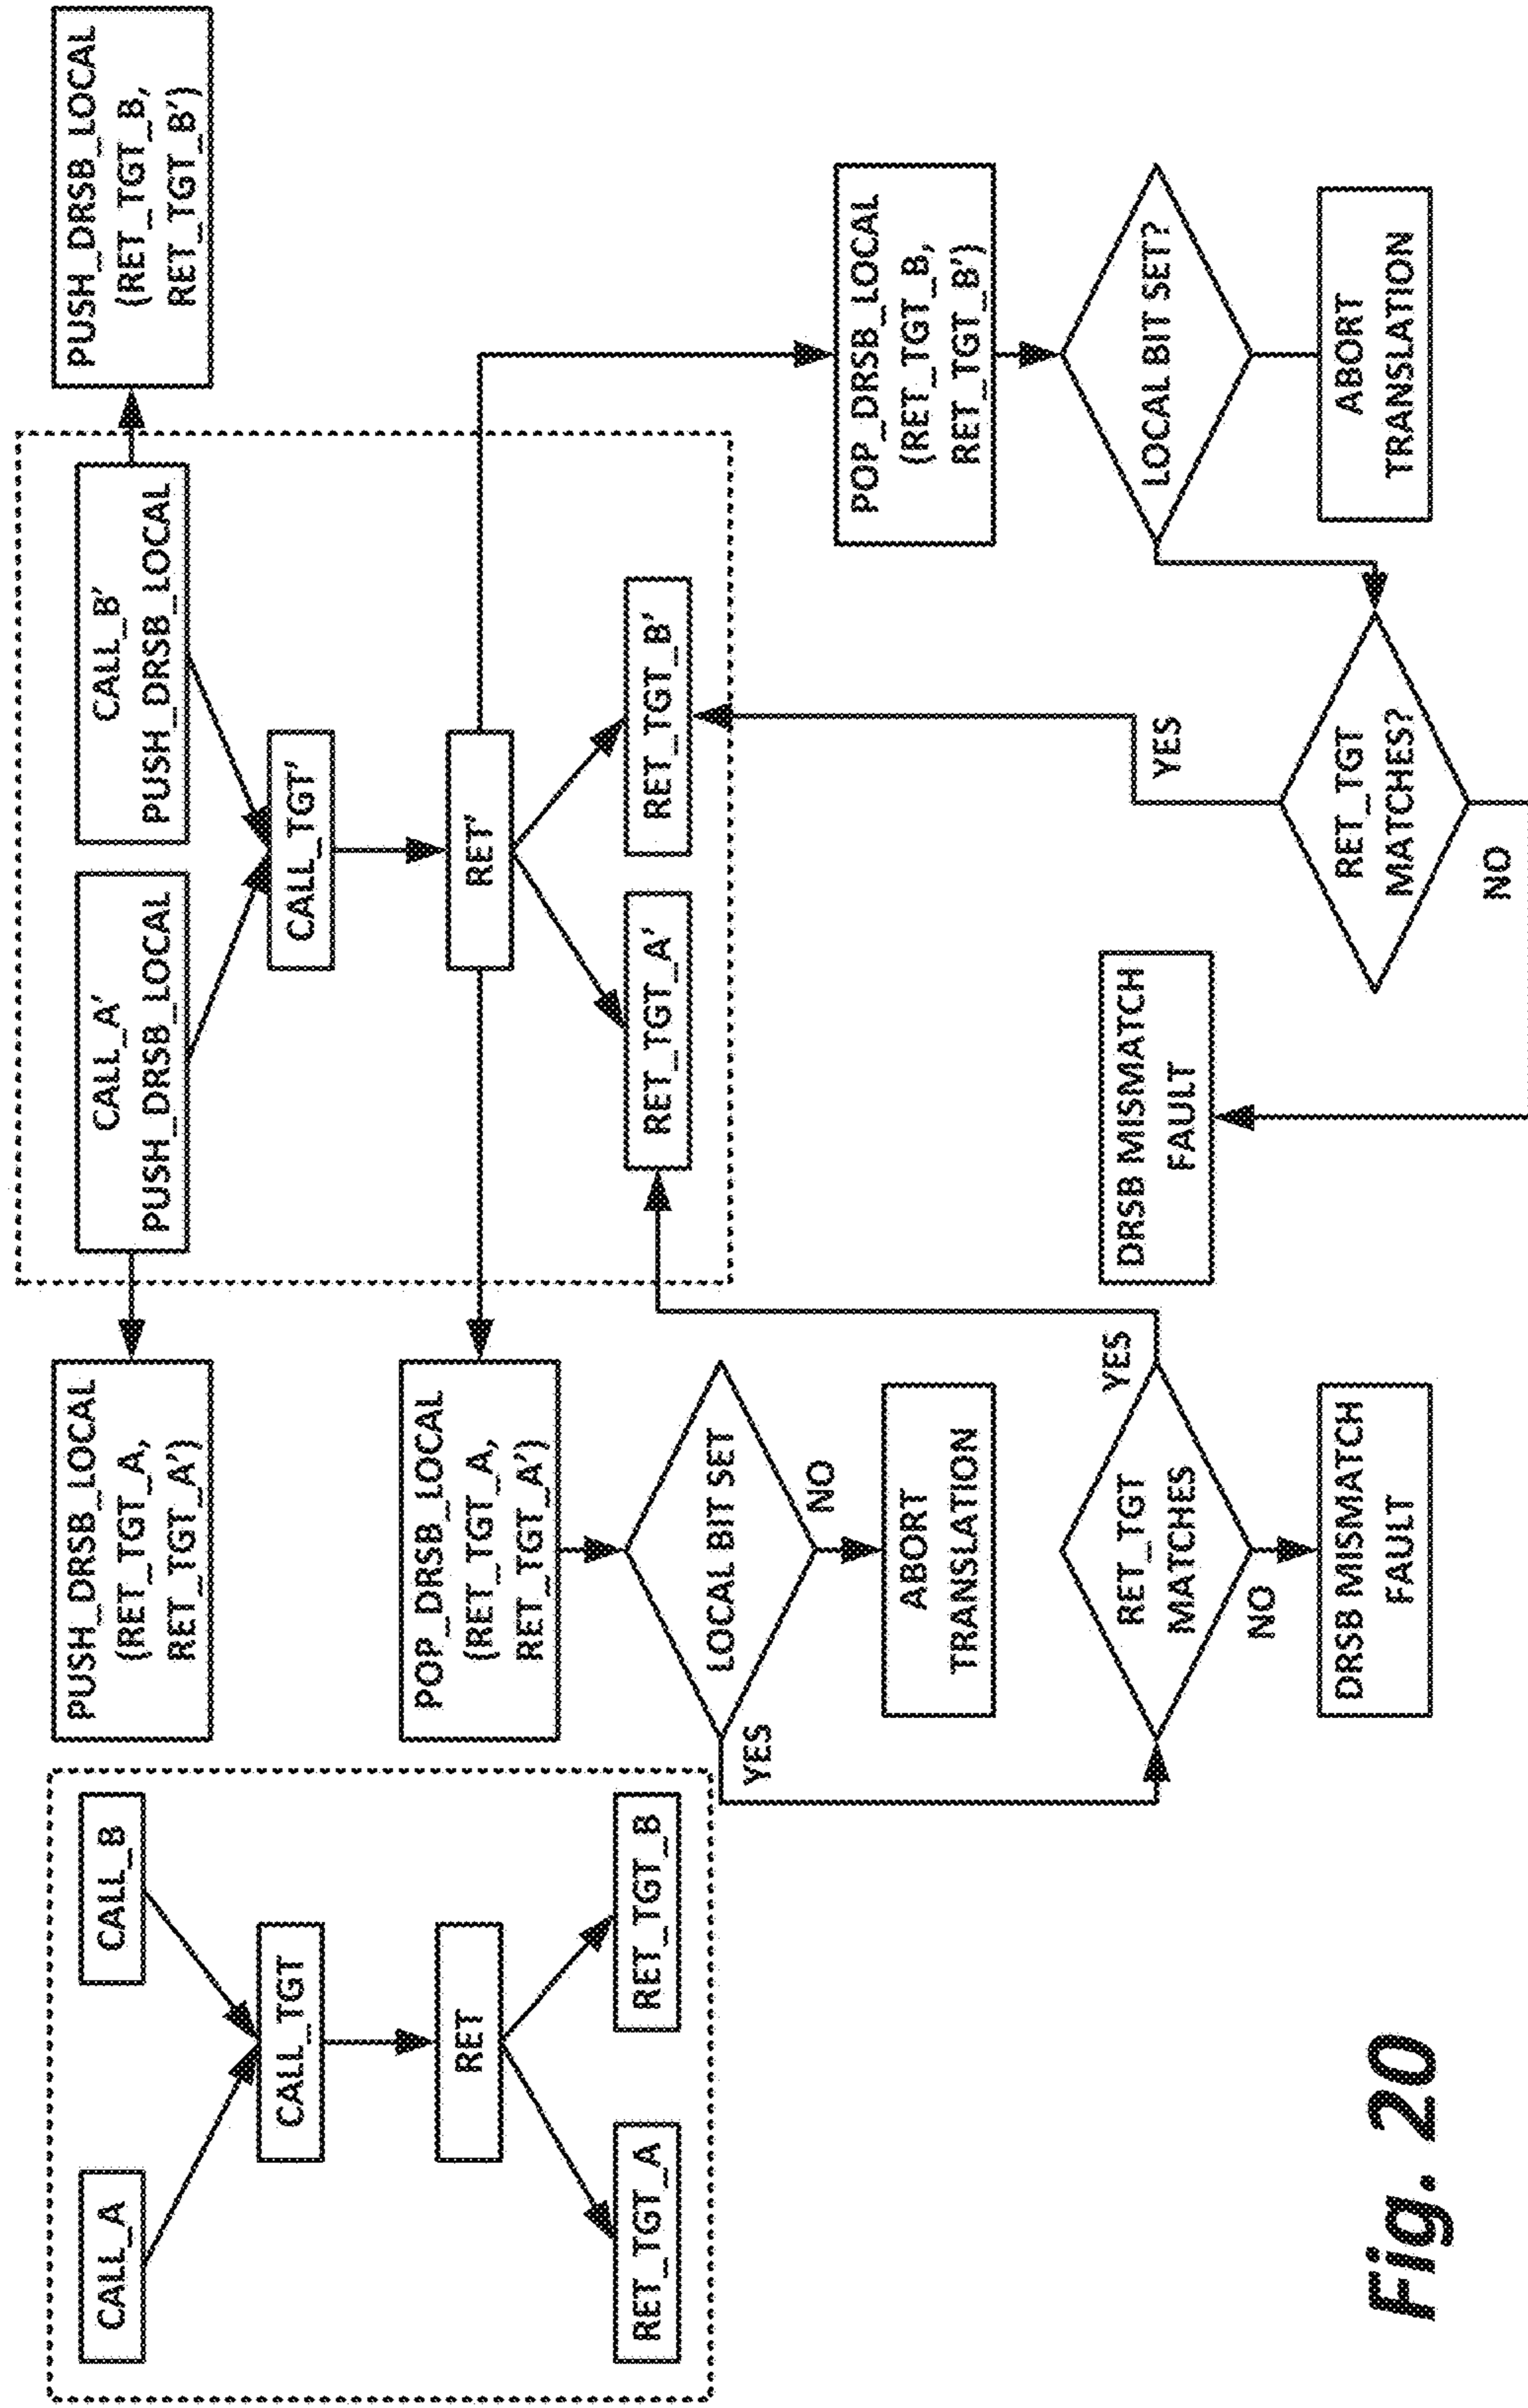 CALL_A
CALL_B
CALL_TGT
RET
RET_TGT_A
RET_TGT_B
PUSH_DRSB_LOCAL
(RET_TGT_A,
RET_TGT_A')
POP_DRSB_LOCAL
(RET_TGT_A,
RET_TGT_A')
LOCAL BIT SET
YES
NO
ABORT
TRANSLATION
RET_TGT
MATCHES
YES
NO
DRSB MISMATCH
FAULT
CALL_A'
PUSH_DRSB_LOCAL
CALL_B'
PUSH_DRSB_LOCAL
CALL_TGT'
RET'
RET_TGT_A'
RET_TGT_B'
PUSH_DRSB_LOCAL
(RET_TGT_B,
RET_TGT_B')
POP_DRSB_LOCAL
(RET_TGT_B,
RET_TGT_B')
LOCAL BIT SET?
ABORT
TRANSLATION
RET_TGT
MATCHES?
YES
NO
DRSB MISMATCH
FAULT
Fig. 20